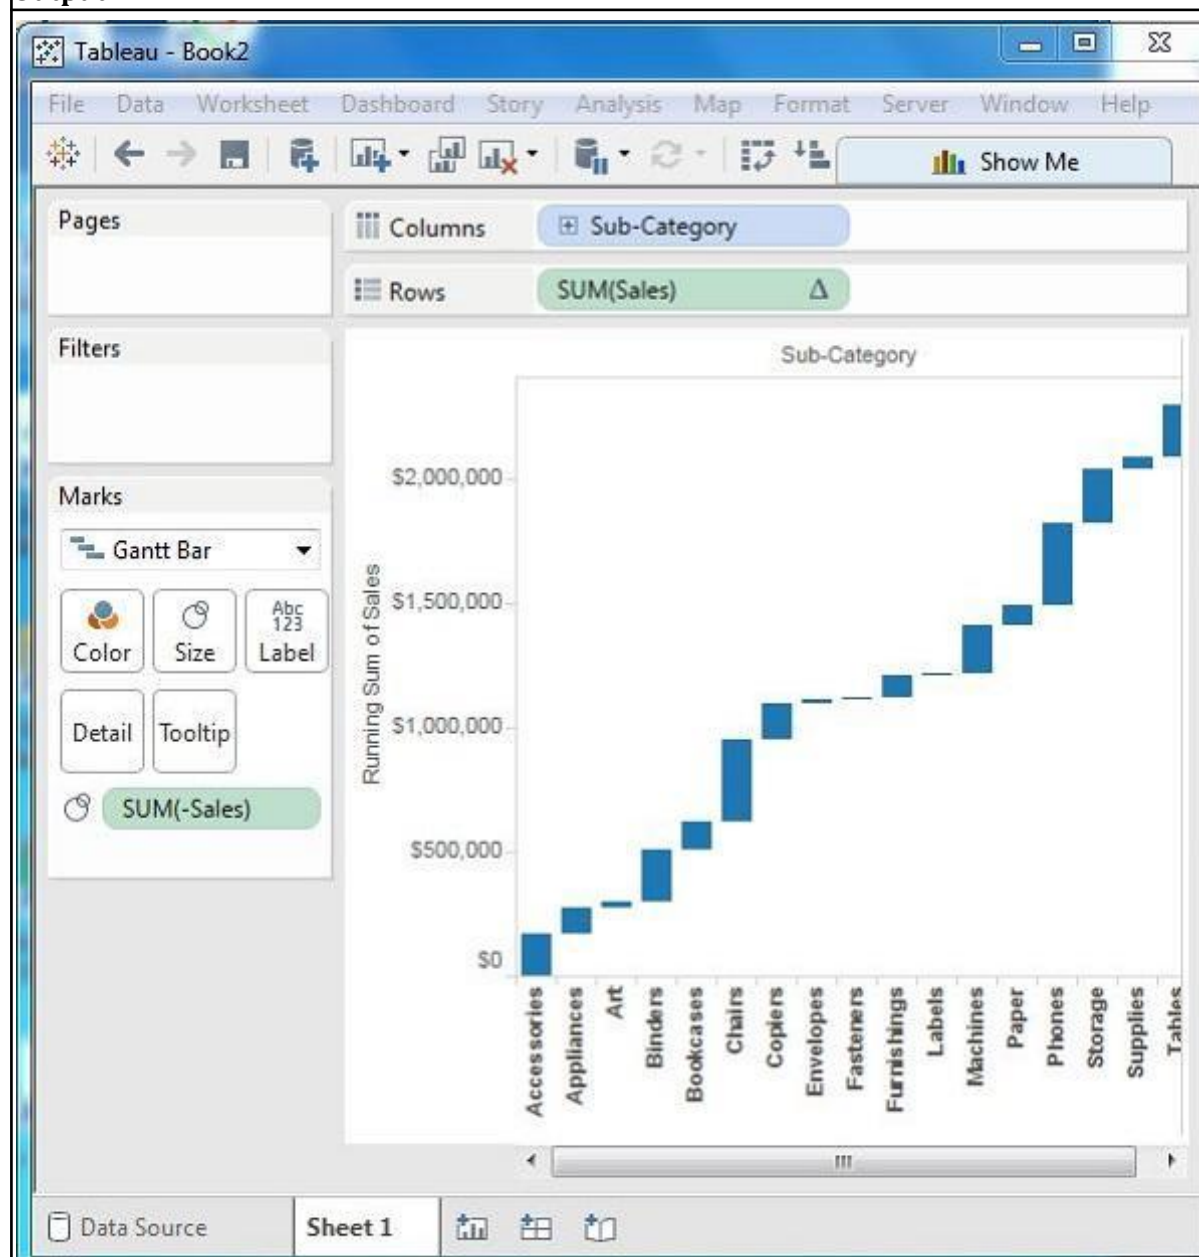 Tableau - Book2
File Data Worksheet Dashboard Story Analysis Map Format Server Window Help
Show Me
Pages
Columns
Sub-Category
Rows
SUM(Sales) Δ
Filters
Sub-Category
Marks
Gantt Bar
Color
Size
Abc
123
Label
Detail
Tooltip
SUM(-Sales)
Running Sum of Sales
$2,000,000
$1,500,000
$1,000,000
$500,000
$0
Accessories
Appliances
Art
Binders
Bookcases
Chairs
Copiers
Envelopes
Fasteners
Furnishings
Labels
Machines
Paper
Phones
Storage
Supplies
Tables
Data Source
Sheet 1